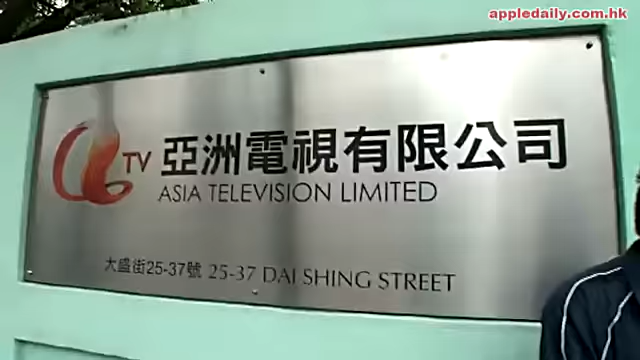 appledaily.com.hk
aTV 亞洲電視有限公司
ASIA TELEVISION LIMITED
大盛街25-37號 25-37 DAI SHING STREET